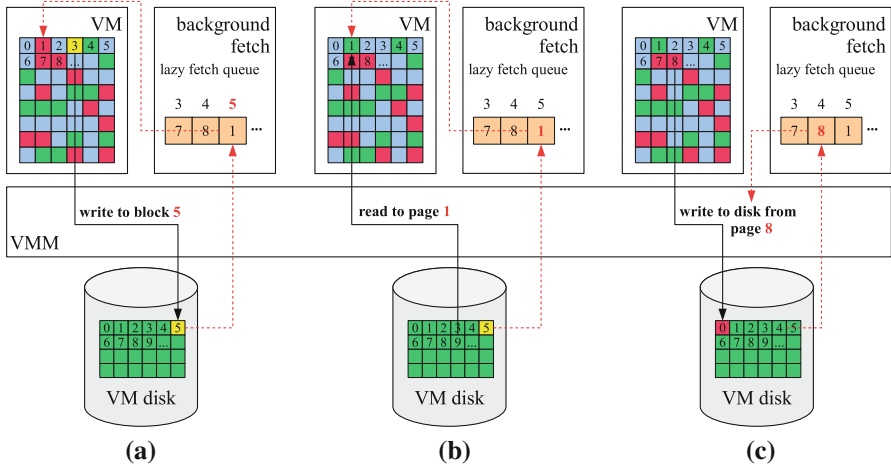 VM
0 1 2 3 4 5
6 7 8 ...
background
fetch
lazy fetch queue
3 4 5
7 8 1 ...
VM
0 1 2 3 4 5
6 7 8 ...
background
fetch
lazy fetch queue
3 4 5
7 8 1 ...
VM
0 1 2 3 4 5
6 7 8 ...
background
fetch
lazy fetch queue
3 4 5
7 8 1 ...
VMM
write to block 5
read to page 1
write to disk from
page 8
0 1 2 3 4 5
6 7 8 9 ...
VM disk
0 1 2 3 4 5
6 7 8 9 ...
VM disk
0 1 2 3 4 5
6 7 8 9 ...
VM disk
(a)
(b)
(c)